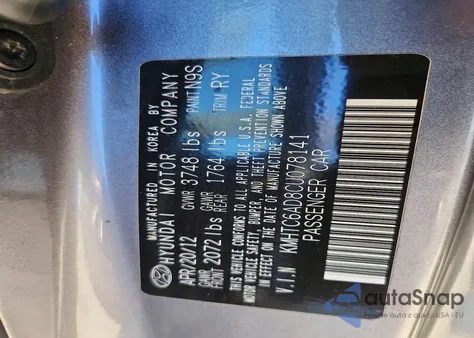 MANUFACTURED IN KOREA BY
HYUNDAI MOTOR COMPANY
APR/2012 GVWR 3748 lbs PAINT N9S
GAWR FRONT 2072 lbs GAWR REAR 1764 lbs TRIM RY
THIS VEHICLE CONFORMS TO ALL APPLICABLE U.S.A. FEDERAL
MOTOR VEHICLE SAFETY, BUMPER, AND THEFT PREVENTION STANDARDS
IN EFFECT ON THE DATE OF MANUFACTURE SHOWN ABOVE
V.I.N KMHTC6AD8CU078141
PASSENGER CAR
autaSnap